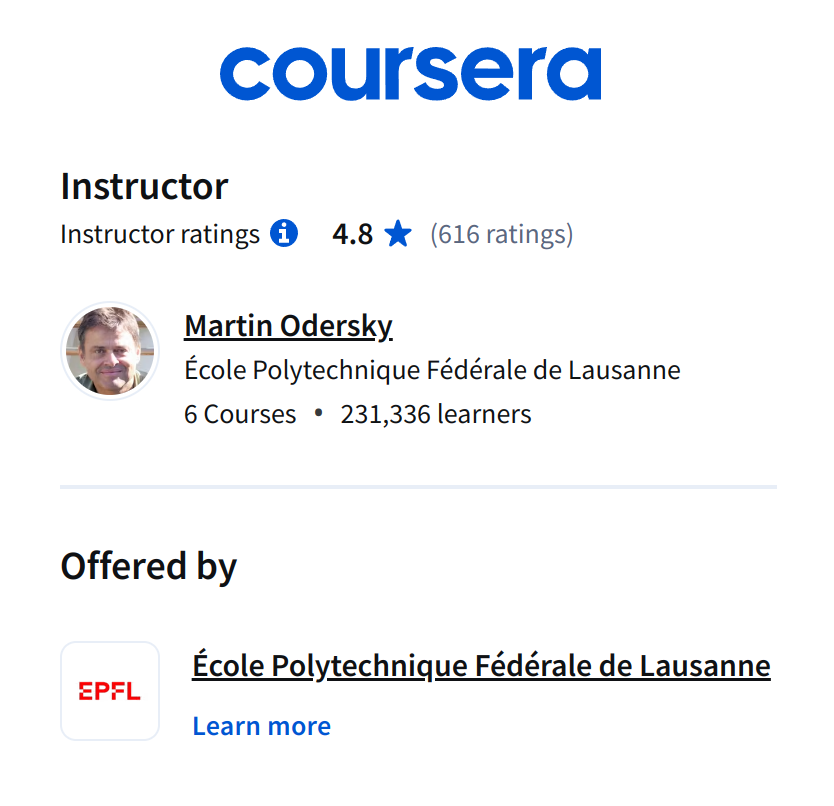 coursera
Instructor
Instructor ratings 4.8 (616 ratings)
Martin Odersky
École Polytechnique Fédérale de Lausanne
6 Courses • 231,336 learners
Offered by
EPFL
École Polytechnique Fédérale de Lausanne
Learn more